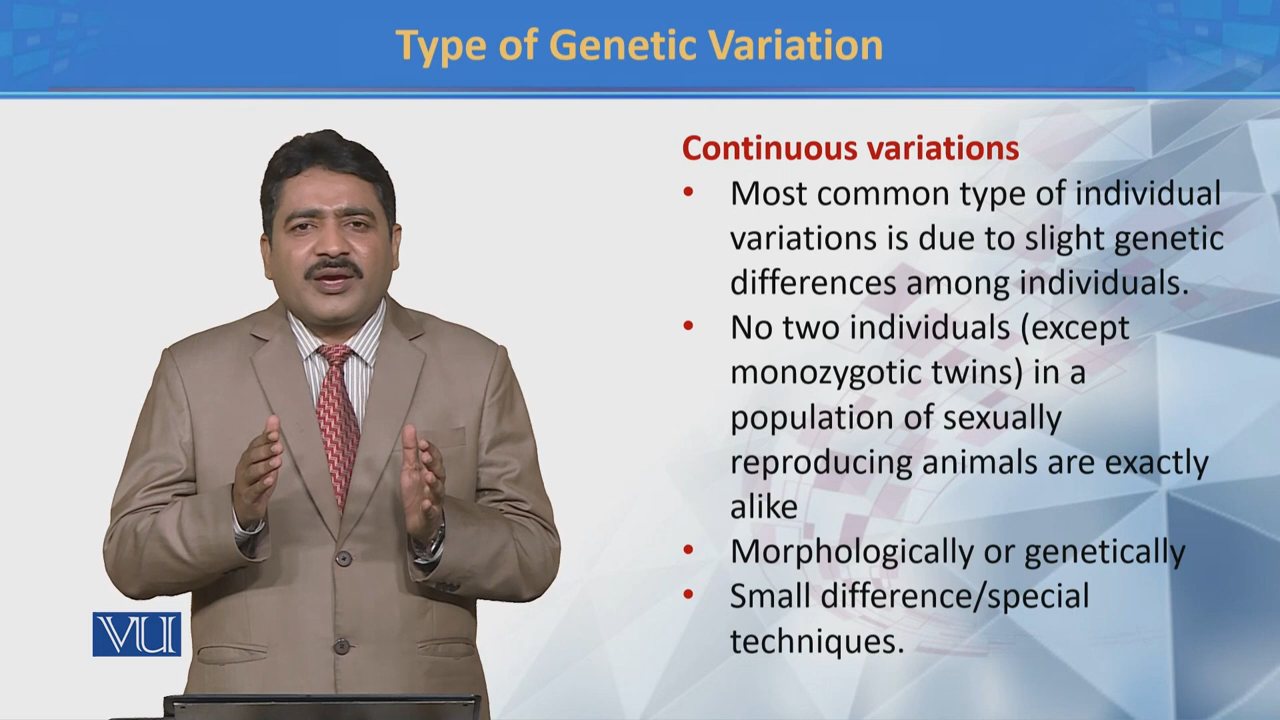 Type of Genetic Variation
Continuous variations
• Most common type of individual
variations is due to slight genetic
differences among individuals.
• No two individuals (except
monozygotic twins) in a
population of sexually
reproducing animals are exactly
alike
• Morphologically or genetically
• Small difference/special
techniques.
VU